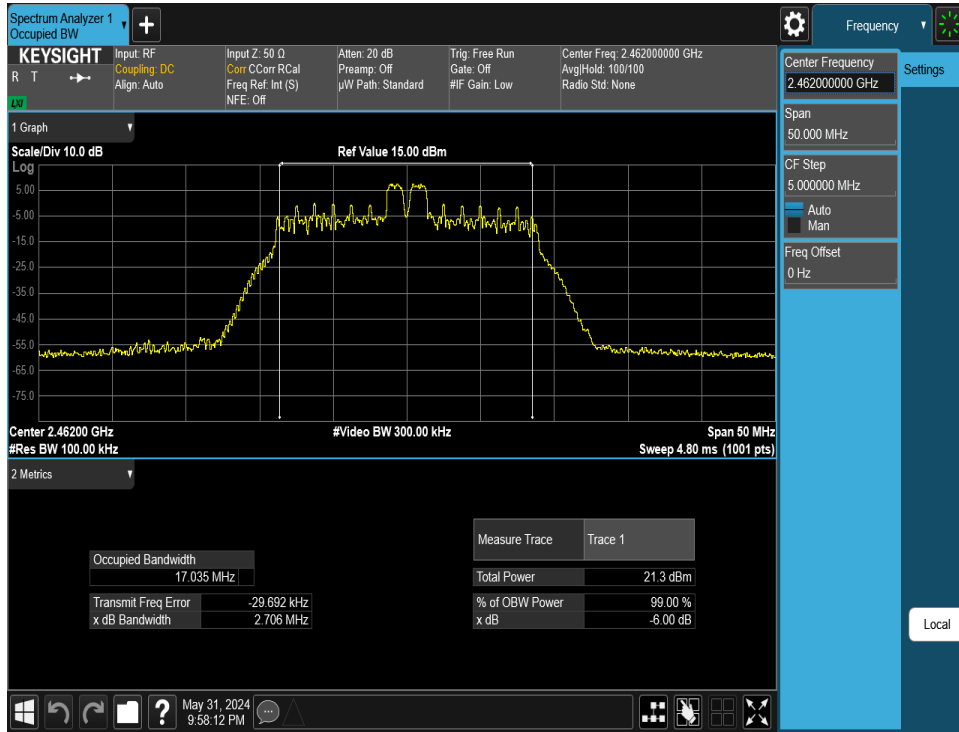 Spectrum Analyzer 1
Occupied BW
+
Frequency
KEYSIGHT
R T
LXI
Input: RF
Coupling: DC
Align: Auto
Input Z: 50 Ω
Corr CCorr RCal
Freq Ref: Int (S)
NFE: Off
Atten: 20 dB
Preamp: Off
µW Path: Standard
Trig: Free Run
Gate: Off
#IF Gain: Low
Center Freq: 2.462000000 GHz
Avg|Hold: 100/100
Radio Std: None
Center Frequency
2.462000000 GHz
Settings
Span
50.000 MHz
CF Step
5.000000 MHz
Auto
Man
Freq Offset
0 Hz
Local
1 Graph
Scale/Div 10.0 dB
Ref Value 15.00 dBm
Log
5.00
-5.00
-15.0
-25.0
-35.0
-45.0
-55.0
-65.0
-75.0
Center 2.46200 GHz
#Video BW 300.00 kHz
Span 50 MHz
#Res BW 100.00 kHz
Sweep 4.80 ms (1001 pts)
2 Metrics
Occupied Bandwidth
17.035 MHz
Transmit Freq Error -29.692 kHz
x dB Bandwidth 2.706 MHz
Measure Trace Trace 1
Total Power 21.3 dBm
% of OBW Power 99.00 %
x dB -6.00 dB
?
May 31, 2024
9:58:12 PM